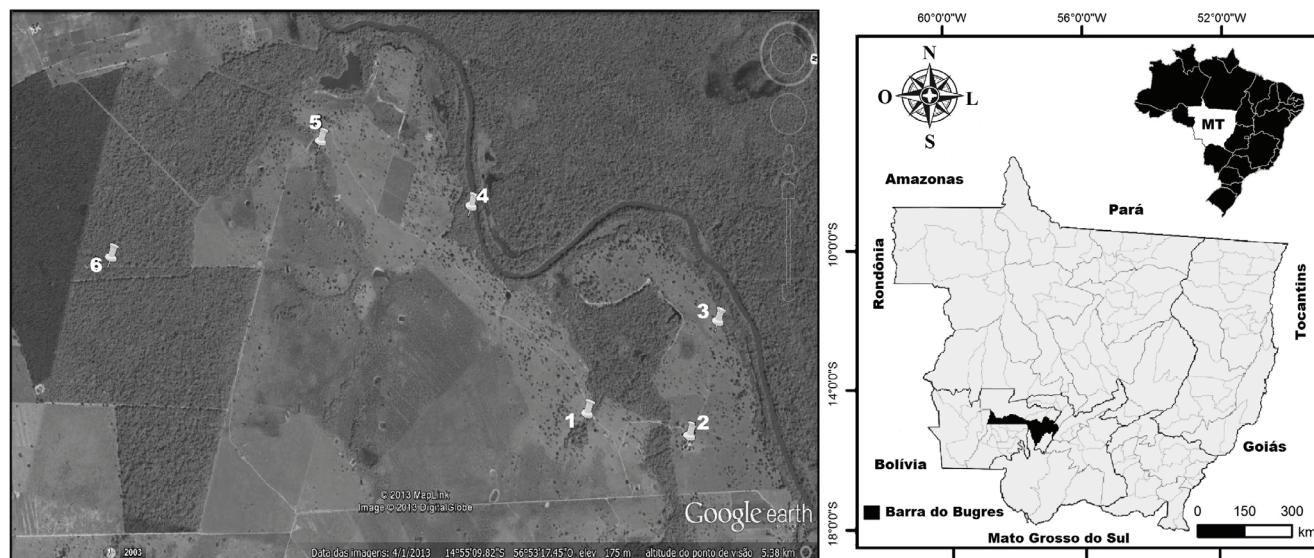 5
4
6
3
1
2
© 2013 MapLink
Image © 2013 DigitalGlobe
Google earth
2003
Data das imagens: 4/1/2013 14°55'09.82"S 56°53'17.45"O elev 175 m altitude do ponto de visão 5.38 km
60°0'0"W 56°0'0"W 52°0'0"W
N
O L
S
MT
Amazonas
Pará
Rondônia
Tocantins
10°0'0"S
14°0'0"S
18°0'0"S
Bolívia
Goiás
Barra do Bugres
0 150 300
km
Mato Grosso do Sul